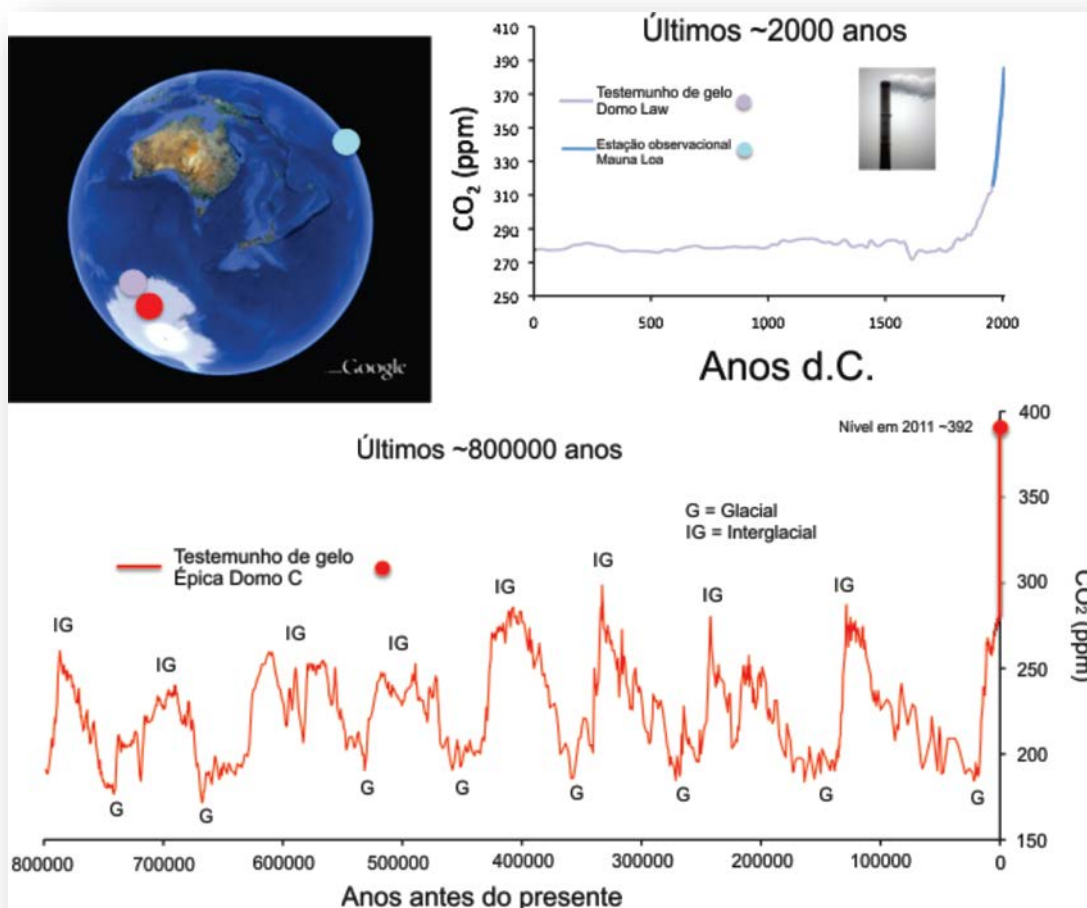 Últimos ~2000 anos
410
390
370
350
330
310
290
270
250
CO₂ (ppm)
Testemunho de gelo
Domo Law
Estação observacional
Mauna Loa
0 500 1000 1500 2000
Anos d.C.
Google
Últimos ~800000 anos
Nível em 2011 ~392
G = Glacial
IG = Interglacial
Testemunho de gelo
Épica Domo C
IG IG IG IG IG IG IG IG
G G G G G G G G
400
350
300
250
200
150
CO₂ (ppm)
800000 700000 600000 500000 400000 300000 200000 100000 0
Anos antes do presente